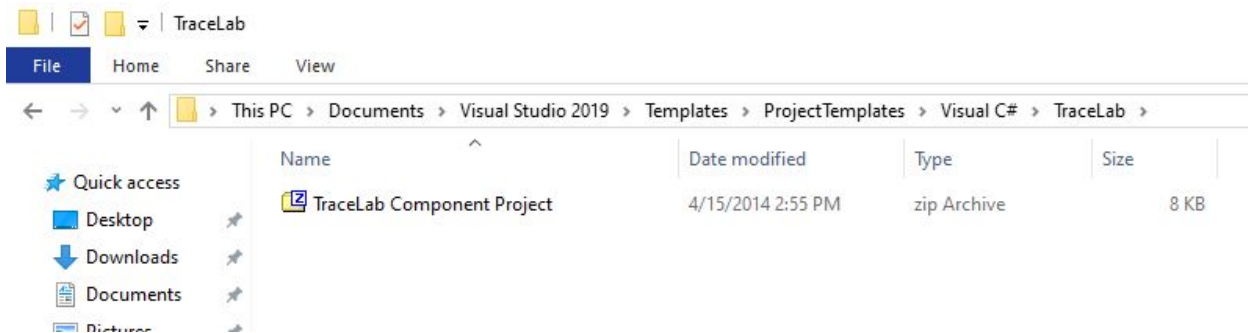 TraceLab
File Home Share View
This PC > Documents > Visual Studio 2019 > Templates > ProjectTemplates > Visual C# > TraceLab >
Name Date modified Type Size
Quick access
TraceLab Component Project 4/15/2014 2:55 PM zip Archive 8 KB
Desktop
Downloads
Documents
Pictures